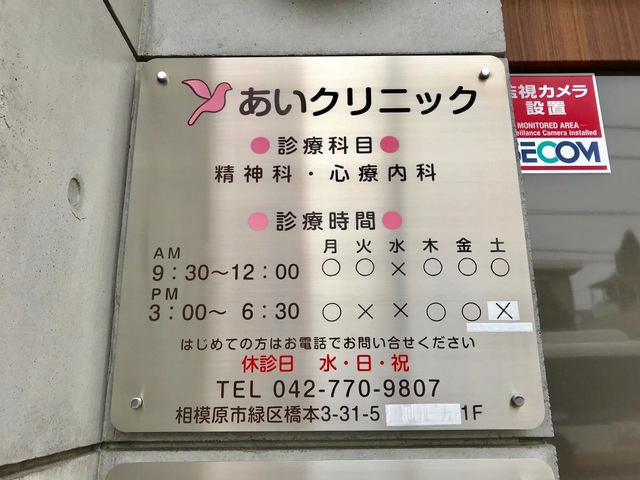 あいクリニック
●診療科目●
精神科・心療内科
●診療時間●
月 火 水 木 金 土
AM
9：30～12：00 ○ ○ × ○ ○ ○
PM
3：00～ 6：30 ○ × × ○ ○ ×
はじめての方はお電話でお問い合せください
休診日 水・日・祝
TEL 042-770-9807
相模原市緑区橋本3-31-5 1F
監視カメラ
設置
MONITORED AREA
Camera installed